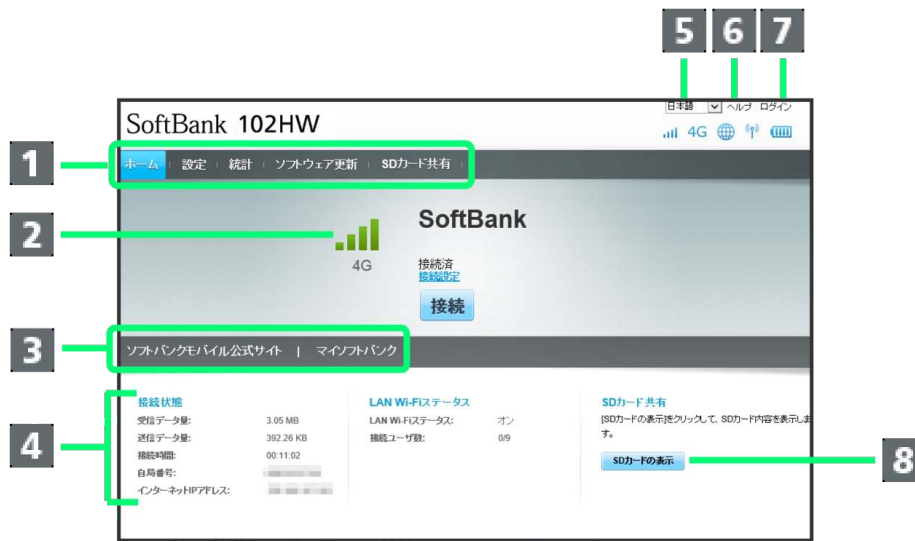 5 6 7
日本語 ヘルプ ログイン
SoftBank 102HW
4G
1
ホーム 設定 統計 ソフトウェア更新 SDカード共有
SoftBank
2
4G
接続済
接続設定
接続
3
ソフトバンクモバイル公式サイト | マイソフトバンク
4
接続状態
受信データ量: 3.05 MB
送信データ量: 392.26 KB
接続時間: 00:11:02
自局番号:
インターネットIPアドレス:
LAN Wi-Fiステータス
LAN Wi-Fiステータス: オン
接続ユーザ数: 0/9
SDカード共有
[SDカードの表示]をクリックして、SDカード内容を表示しま
す。
SDカードの表示
8